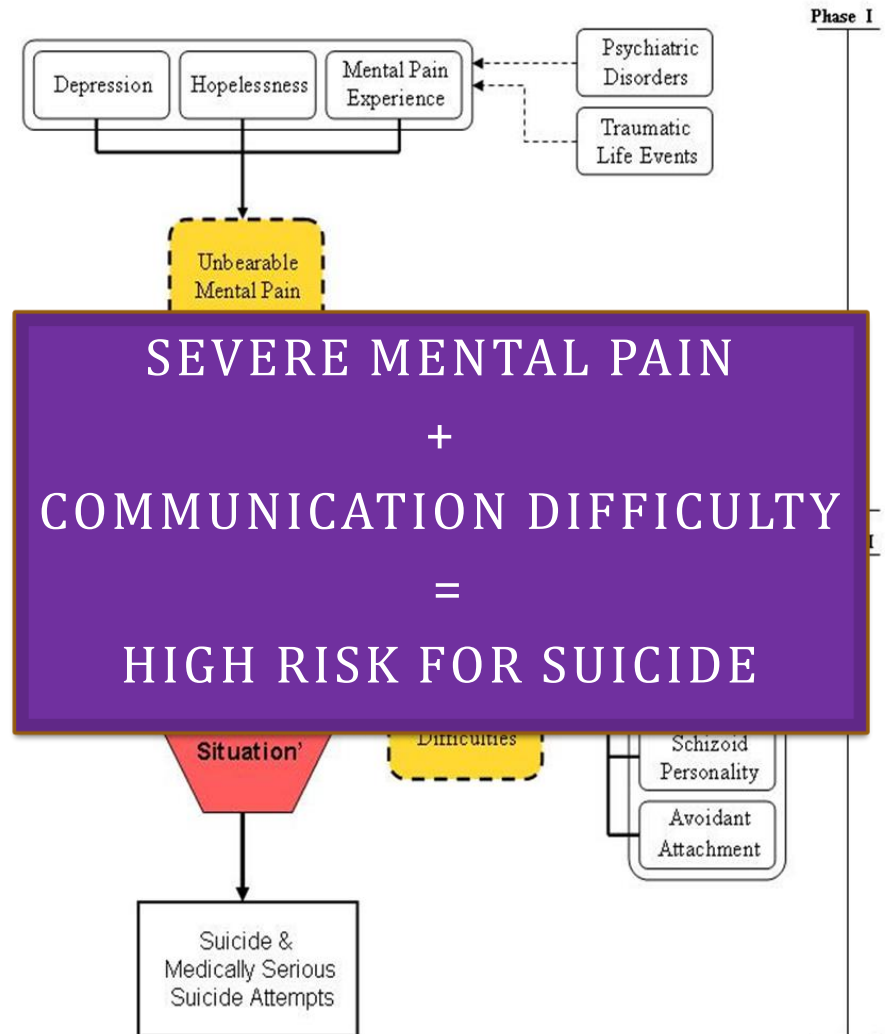 Phase I
Depression
Hopelessness
Mental Pain
Experience
Psychiatric
Disorders
Traumatic
Life Events
Unbearable
Mental Pain
SEVERE MENTAL PAIN
+
COMMUNICATION DIFFICULTY
=
HIGH RISK FOR SUICIDE
I
Situation'
Difficulties
Schizoid
Personality
Avoidant
Attachment
Suicide &
Medically Serious
Suicide Attempts